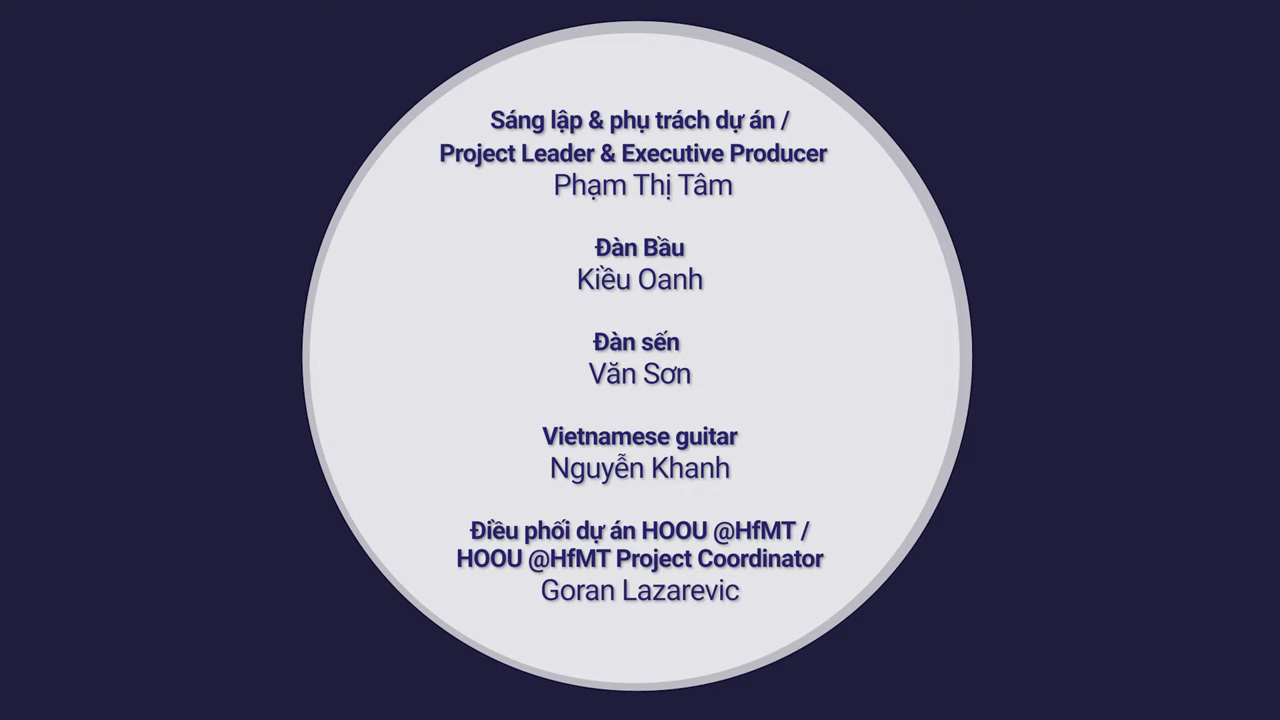 Sáng lập & phụ trách dự án /
Project Leader & Executive Producer
Phạm Thị Tâm
Đàn Bầu
Kiều Oanh
Đàn sến
Văn Sơn
Vietnamese guitar
Nguyễn Khanh
Điều phối dự án HOOU @HfMT /
HOOU @HfMT Project Coordinator
Goran Lazarevic